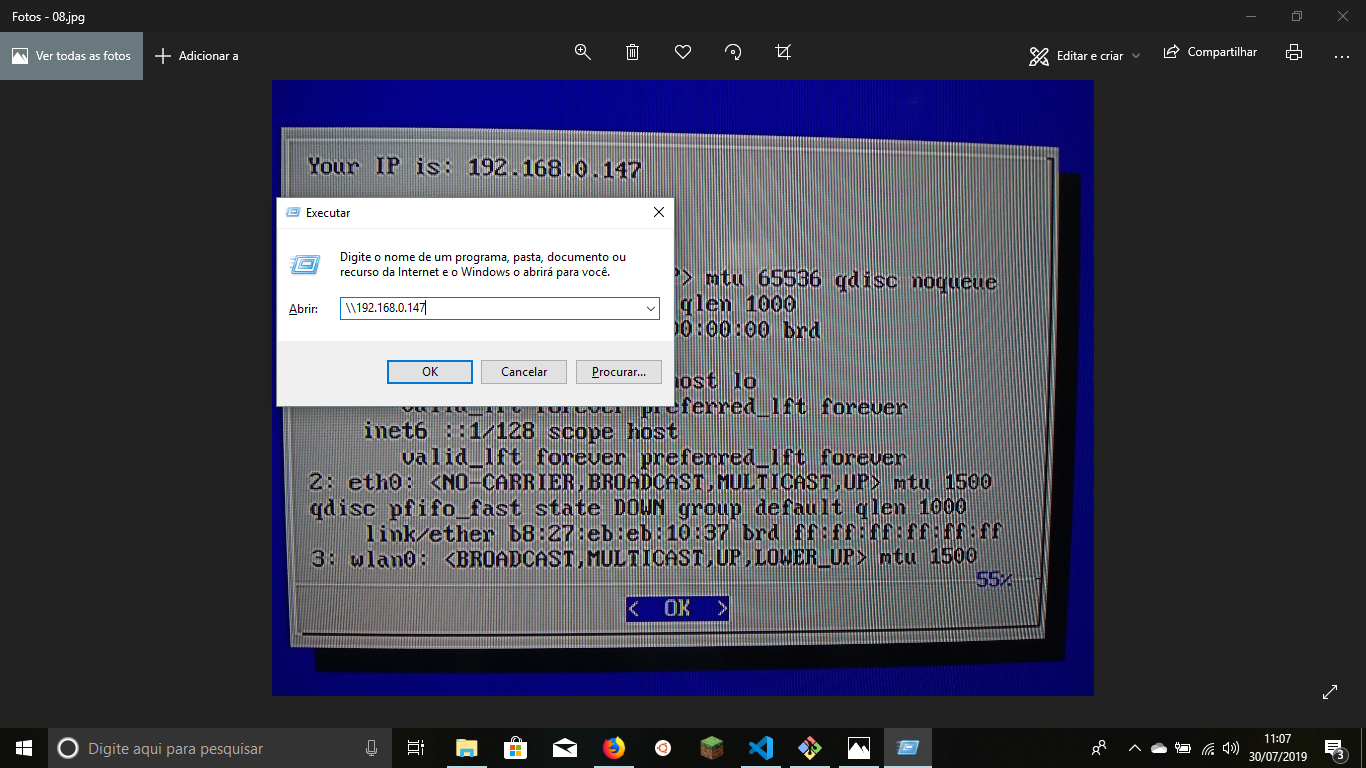 Fotos - 08.jpg
Ver todas as fotos
Adicionar a
Editar e criar
Compartilhar
Your IP is: 192.168.0.147
Executar
Digite o nome de um programa, pasta, documento ou
recurso da Internet e o Windows o abrirá para você.
Abrir:
\\192.168.0.147
OK
Cancelar
Procurar...
> mtu 65536 qdisc noqueue
qlen 1000
00:00:00 brd
host lo
valid_lft forever preferred_lft forever
inet6 ::1/128 scope host
valid_lft forever preferred_lft forever
2: eth0: <NO-CARRIER,BROADCAST,MULTICAST,UP> mtu 1500
qdisc pfifo_fast state DOWN group default qlen 1000
link/ether b8:27:eb:eb:10:37 brd ff:ff:ff:ff:ff:ff
3: wlan0: <BROADCAST,MULTICAST,UP,LOWER_UP> mtu 1500
55%
< OK >
Digite aqui para pesquisar
11:07
30/07/2019
3